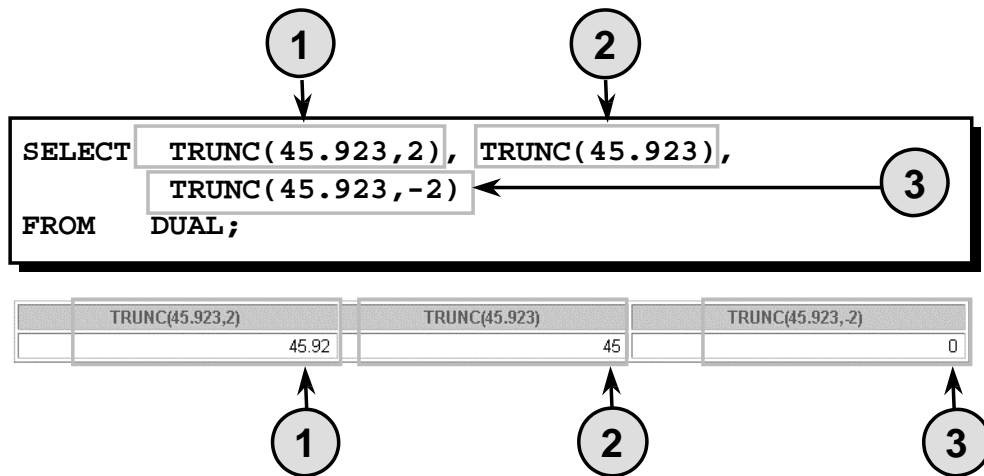 1 2
SELECT TRUNC(45.923,2), TRUNC(45.923),
TRUNC(45.923,-2) 3
FROM DUAL;
TRUNC(45.923,2) TRUNC(45.923) TRUNC(45.923,-2)
45.92 45 0
1 2 3